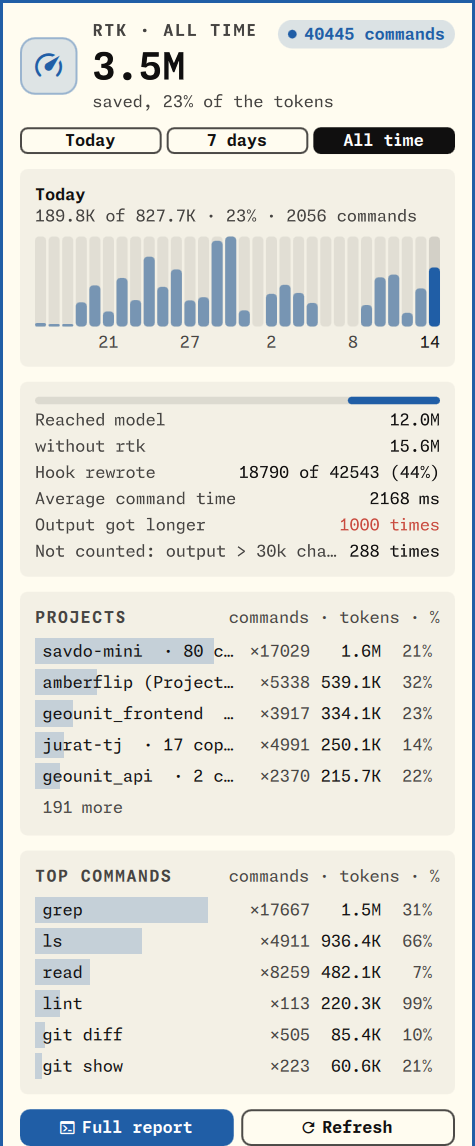 RTK · ALL TIME
40445 commands
3.5M
saved, 23% of the tokens
Today 7 days All time
Today
189.8K of 827.7K · 23% · 2056 commands
21 27 2 8 14
Reached model 12.0M
without rtk 15.6M
Hook rewrote 18790 of 42543 (44%)
Average command time 2168 ms
Output got longer 1000 times
Not counted: output > 30k cha… 288 times
PROJECTS commands · tokens · %
savdo-mini · 80 c… ×17029 1.6M 21%
amberflip (Project… ×5338 539.1K 32%
geounit_frontend … ×3917 334.1K 23%
jurat-tj · 17 cop… ×4991 250.1K 14%
geounit_api · 2 c… ×2370 215.7K 22%
191 more
TOP COMMANDS commands · tokens · %
grep ×17667 1.5M 31%
ls ×4911 936.4K 66%
read ×8259 482.1K 7%
lint ×113 220.3K 99%
git diff ×505 85.4K 10%
git show ×223 60.6K 21%
Full report Refresh